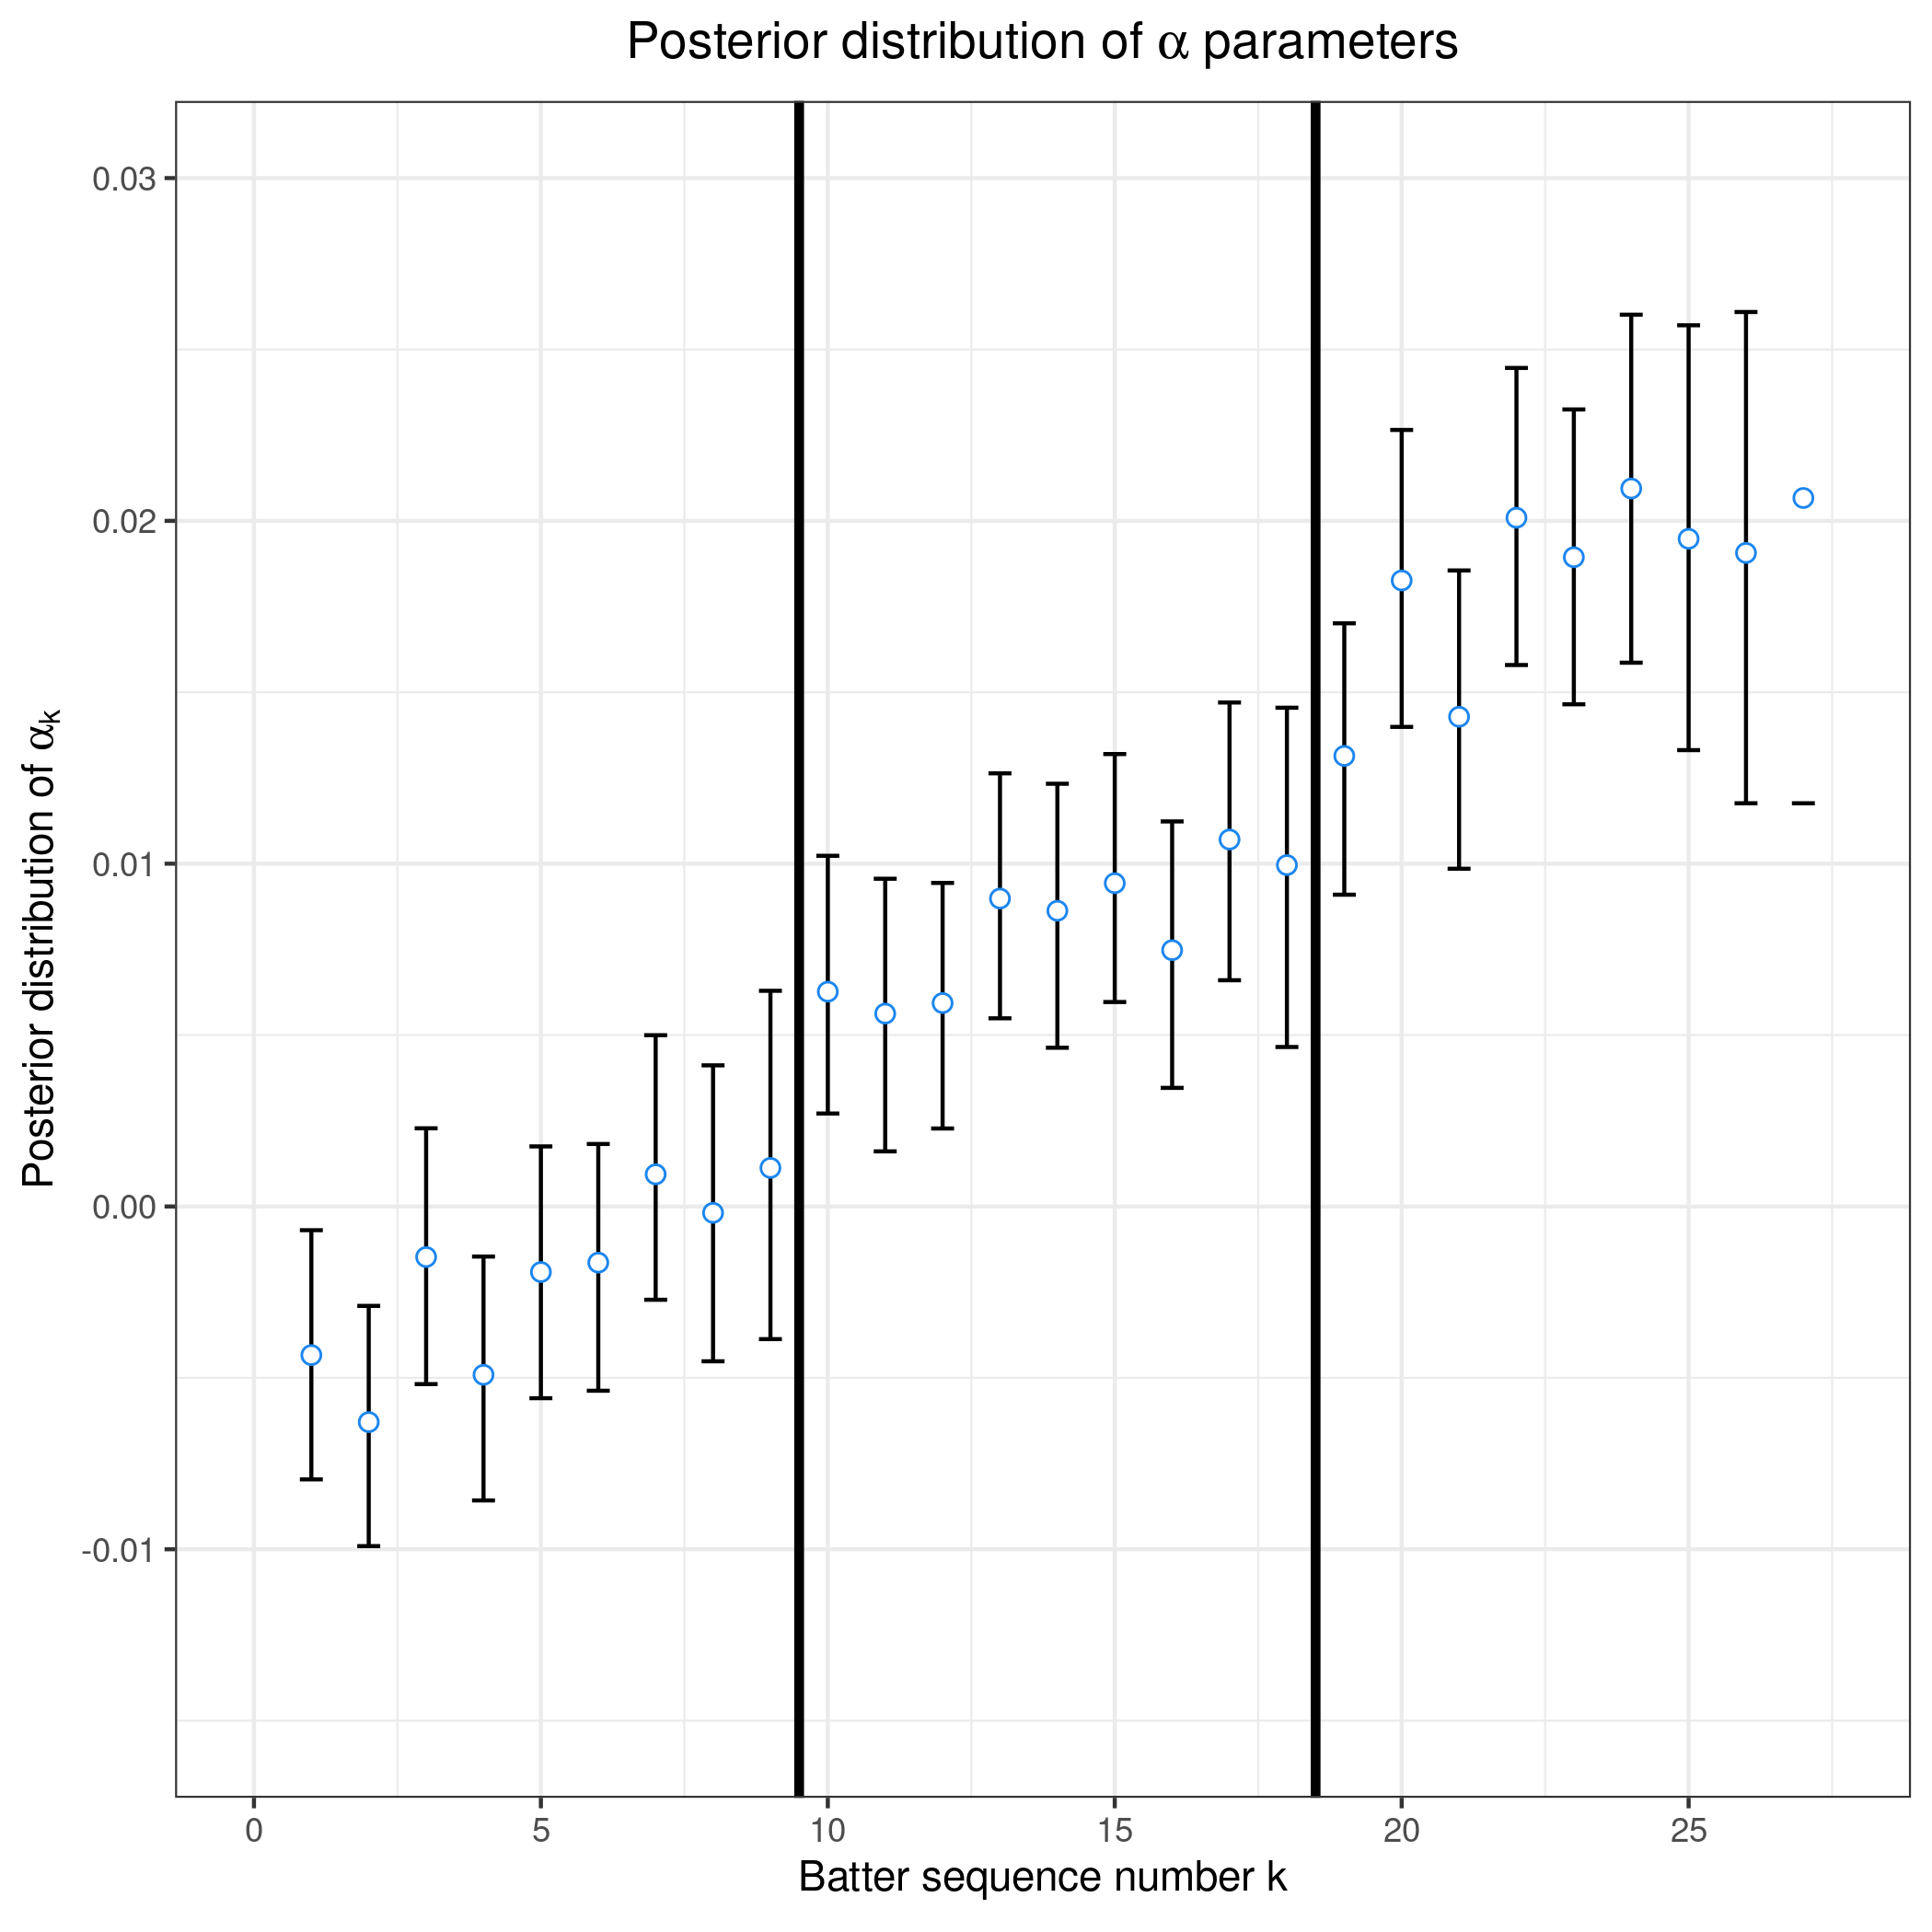 Posterior distribution of α parameters
Posterior distribution of αₖ
0.03
0.02
0.01
0.00
-0.01
0 5 10 15 20 25
Batter sequence number k